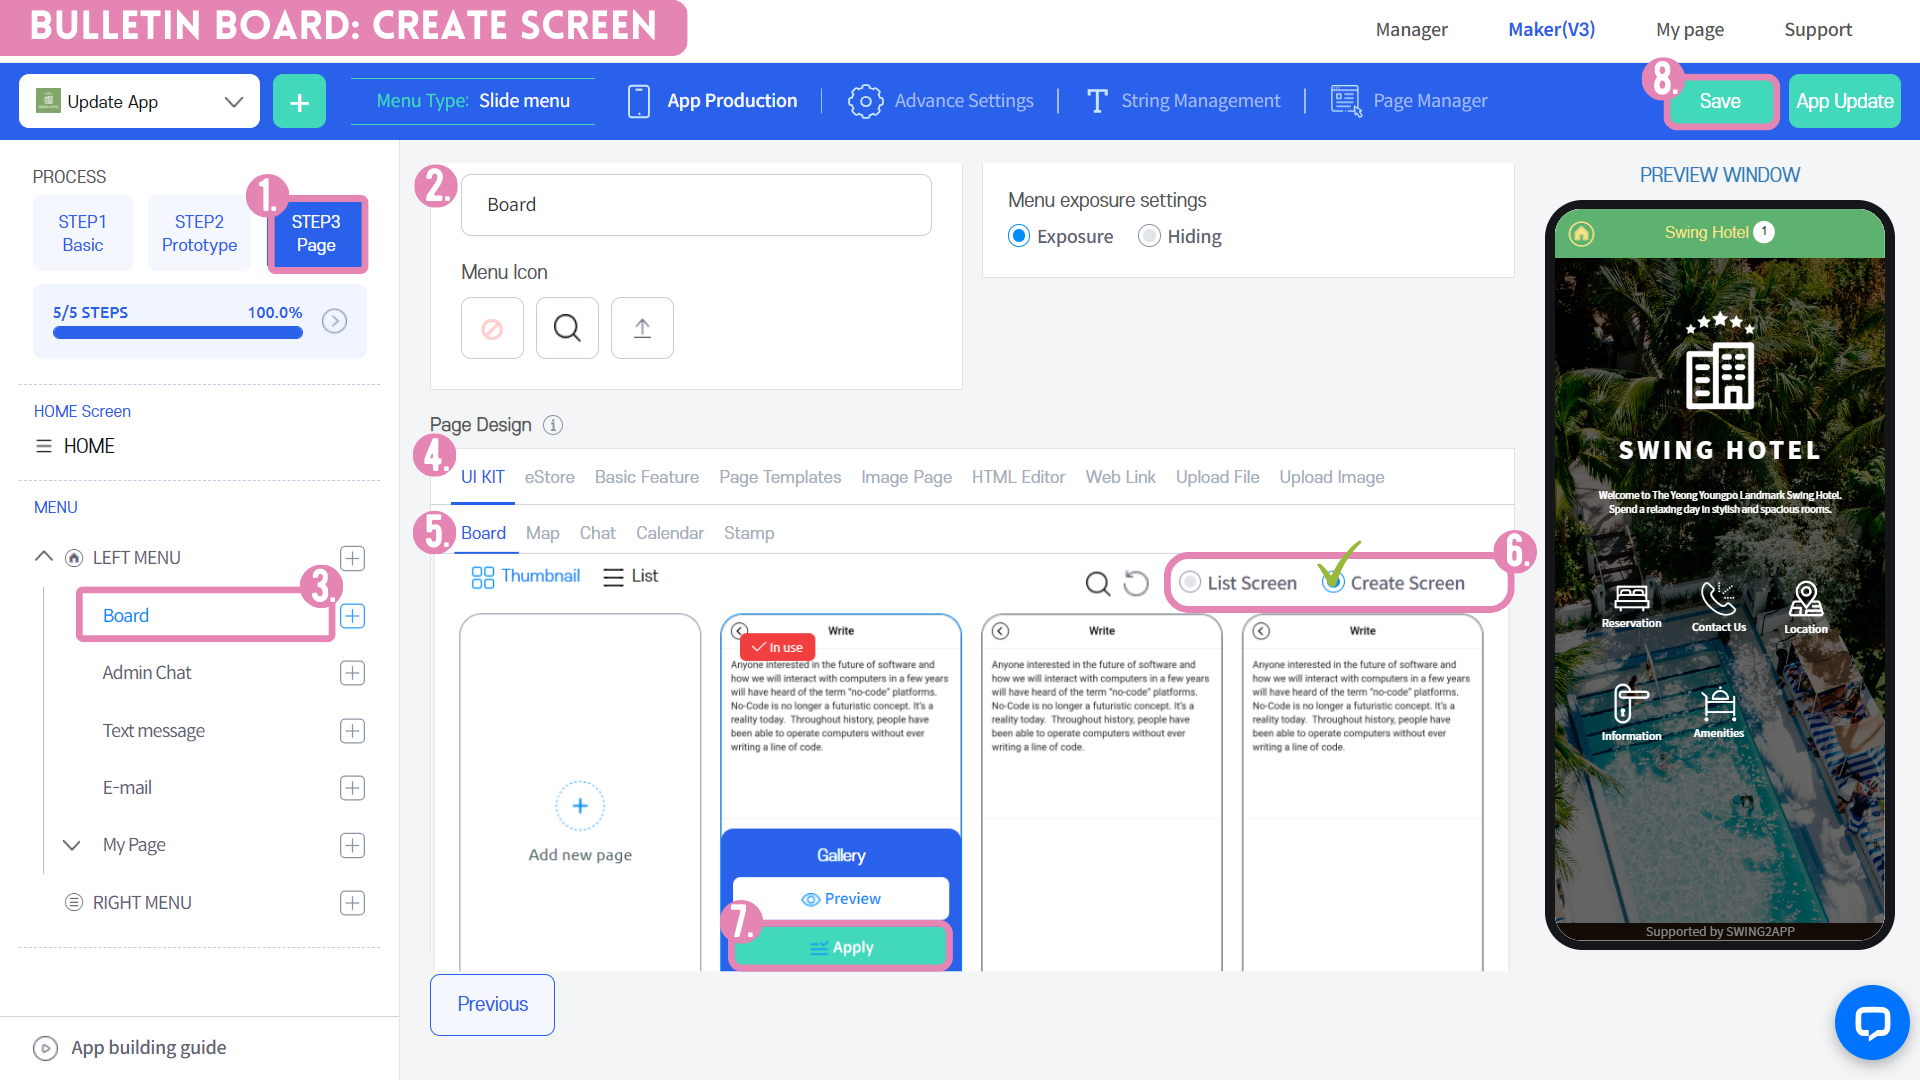 BULLETIN BOARD: CREATE SCREEN
Manager
Maker(V3)
My page
Support
Update App
+
Menu Type: Slide menu
App Production
Advance Settings
String Management
Page Manager
8.
Save
App Update
PROCESS
1.
STEP1
Basic
STEP2
Prototype
STEP3
Page
5/5 STEPS
100.0%
HOME Screen
HOME
MENU
LEFT MENU
3.
Board
Admin Chat
Text message
E-mail
My Page
RIGHT MENU
App building guide
2.
Board
Menu Icon
Menu exposure settings
Exposure
Hiding
Page Design
4.
UI KIT
eStore
Basic Feature
Page Templates
Image Page
HTML Editor
Web Link
Upload File
Upload Image
5.
Board
Map
Chat
Calendar
Stamp
6.
Thumbnail
List
List Screen
Create Screen
Add new page
Write
In use
Anyone interested in the future of software and
how we will interact with computers in a few years
will have heard of the term "no-code" platforms.
No-Code is no longer a futuristic concept. It's a
reality today. Throughout history, people have
been able to operate computers without ever
writing a line of code.
Gallery
Preview
7.
Apply
Write
Anyone interested in the future of software and
how we will interact with computers in a few years
will have heard of the term "no-code" platforms.
No-Code is no longer a futuristic concept. It's a
reality today. Throughout history, people have
been able to operate computers without ever
writing a line of code.
Write
Anyone interested in the future of software and
how we will interact with computers in a few years
will have heard of the term "no-code" platforms.
No-Code is no longer a futuristic concept. It's a
reality today. Throughout history, people have
been able to operate computers without ever
writing a line of code.
Previous
PREVIEW WINDOW
Swing Hotel 1
SWING HOTEL
Welcome to The Yeong Youngpo Landmark Swing Hotel.
Spend a relaxing day in stylish and spacious rooms.
Reservation
Contact Us
Location
Information
Amenities
Supported by SWING2APP